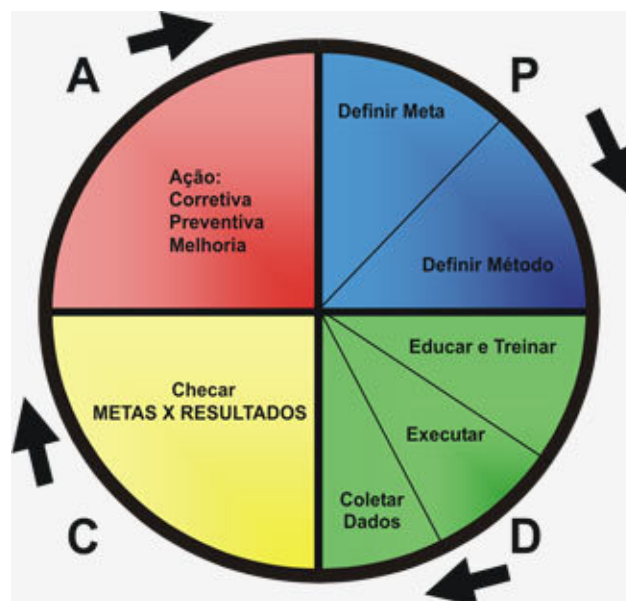 A
P
Definir Meta
Ação:
Corretiva
Preventiva
Melhoria
Definir Método
Educar e Treinar
Checar
METAS X RESULTADOS
Executar
Coletar
Dados
C
D